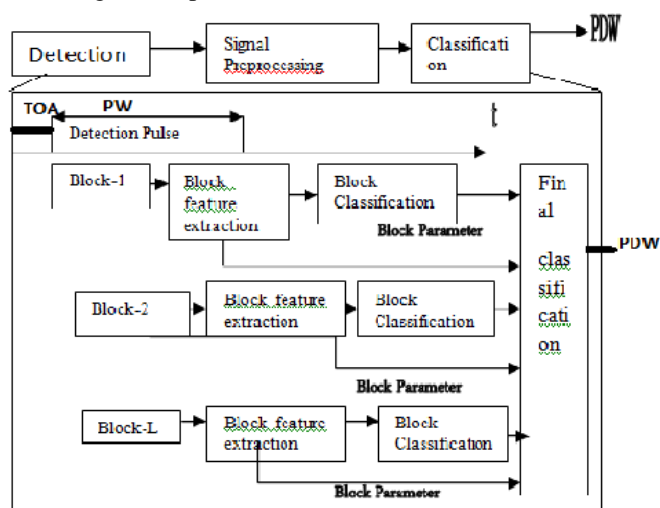 Detection
Signal
Preprocessing
Classificati
on
PDW
TOA
PW
t
Detection Pulse
Block-1
Block
feature
extraction
Block
Classification
Block Parameter
Fin
al
clas
sifi
cati
on
PDW
Block-2
Block feature
extraction
Block
Classification
Block Parameter
Block-L
Block feature
extraction
Block
Classification
Block Parameter